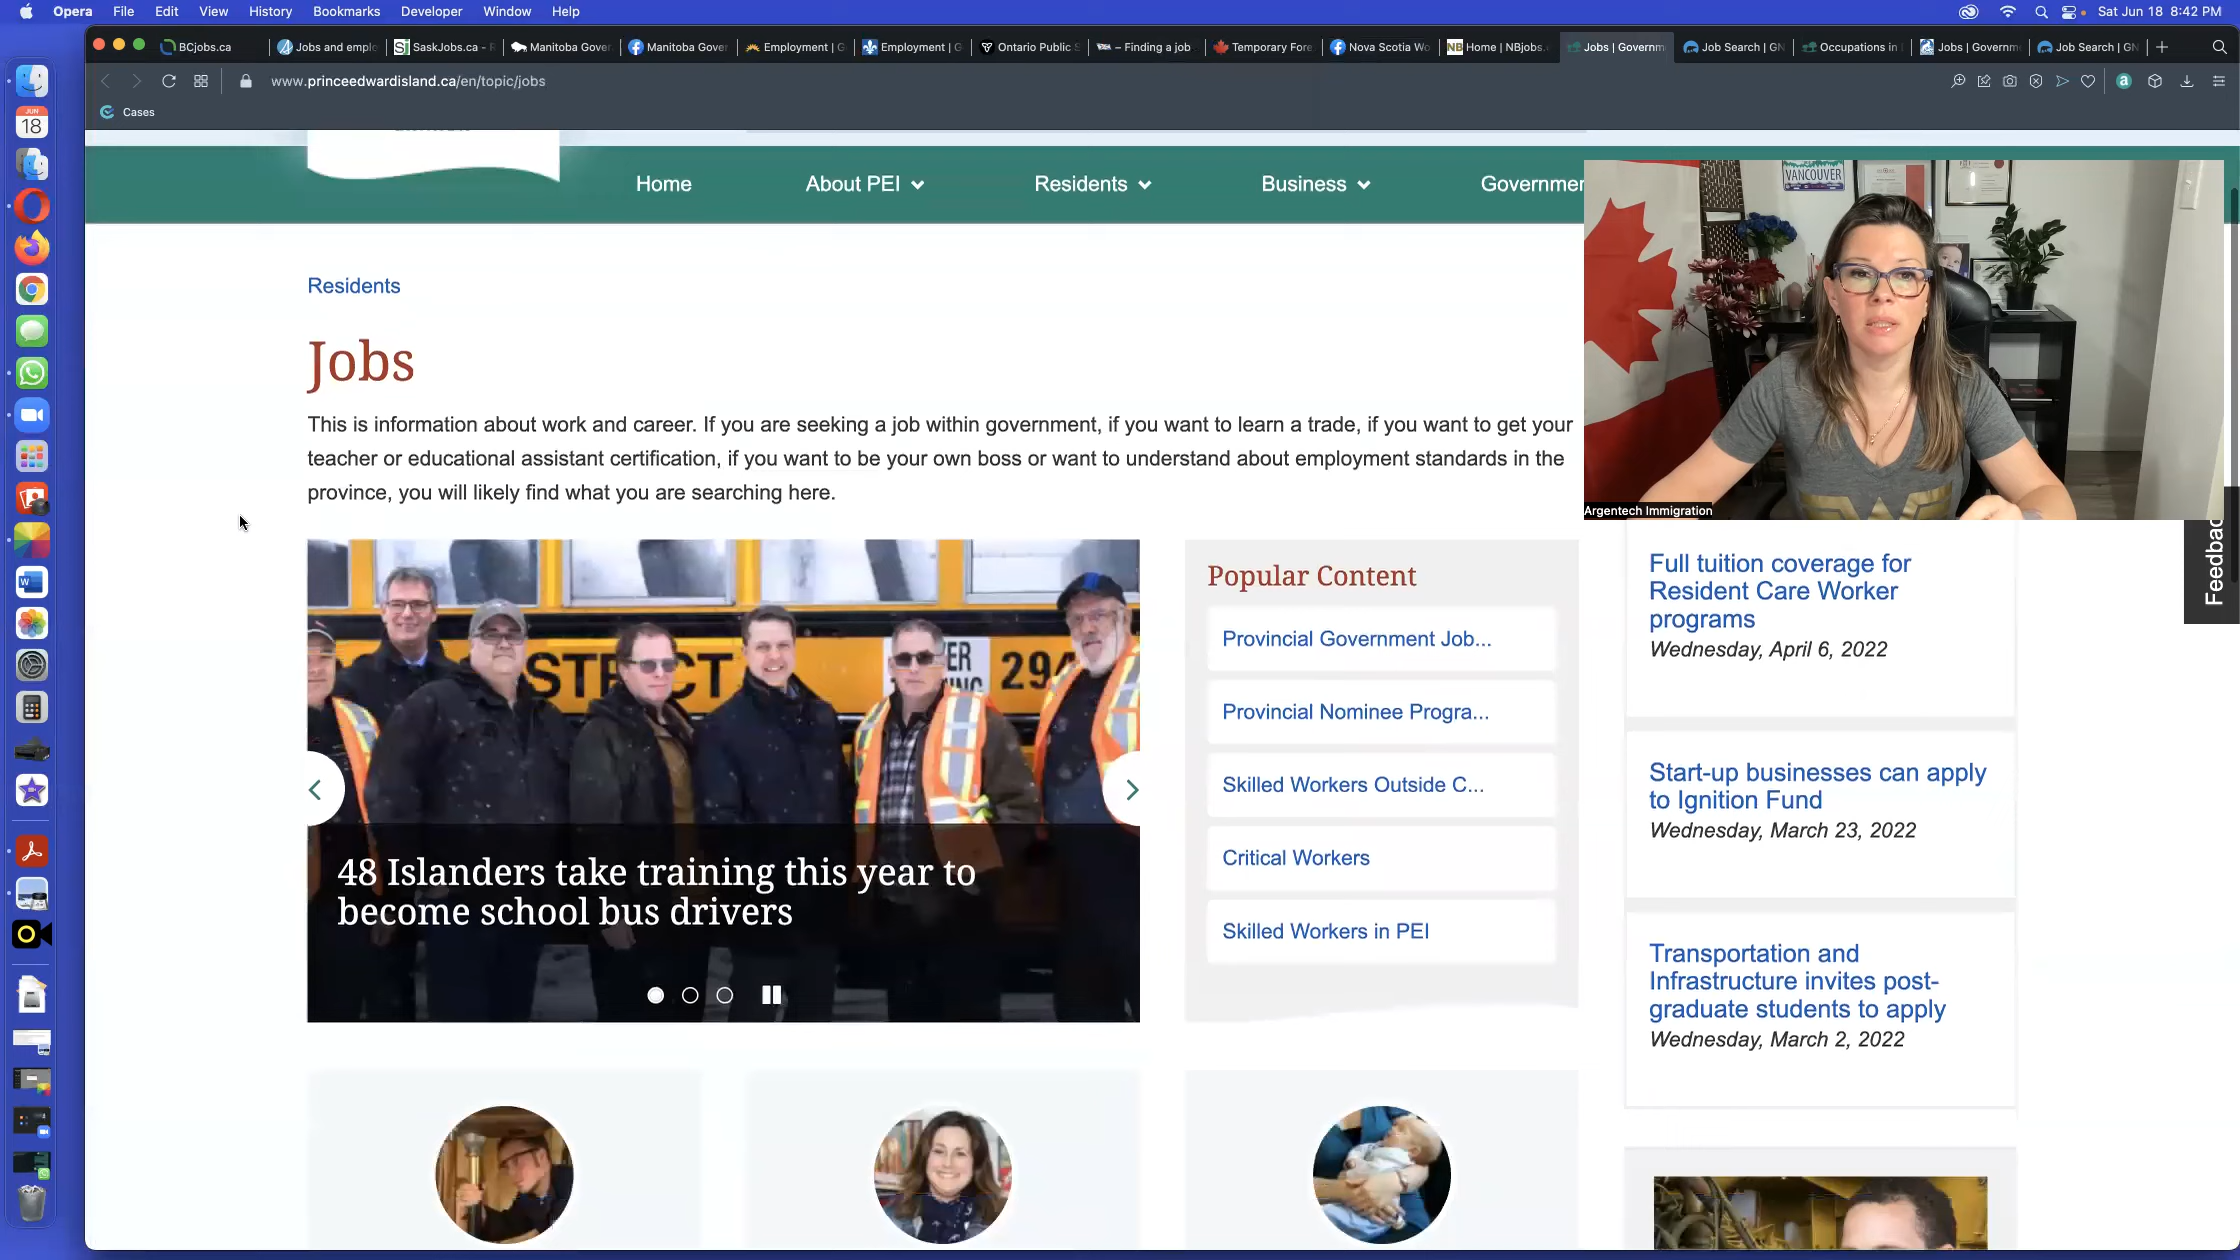 Opera File Edit View History Bookmarks Developer Window Help Sat Jun 18 8:42 PM
BCjobs.ca Jobs and emplo SaskJobs.ca - R Manitoba Gover Manitoba Gover Employment | G Employment | G Ontario Public S – Finding a job Temporary Fore Nova Scotia Wo NB Home | NBjobs. Jobs | Governm Job Search | GN Occupations in Jobs | Governm Job Search | GN
www.princeedwardisland.ca/en/topic/jobs
Cases
JUN
18
Home About PEI Residents Business Governmen
VANCOUVER
Residents
Jobs
This is information about work and career. If you are seeking a job within government, if you want to learn a trade, if you want to get your
teacher or educational assistant certification, if you want to be your own boss or want to understand about employment standards in the
province, you will likely find what you are searching here.
Argentech Immigration
Feedbac
STRICT
294
48 Islanders take training this year to
become school bus drivers
Popular Content
Provincial Government Job...
Provincial Nominee Progra...
Skilled Workers Outside C...
Critical Workers
Skilled Workers in PEI
Full tuition coverage for
Resident Care Worker
programs
Wednesday, April 6, 2022
Start-up businesses can apply
to Ignition Fund
Wednesday, March 23, 2022
Transportation and
Infrastructure invites post-
graduate students to apply
Wednesday, March 2, 2022